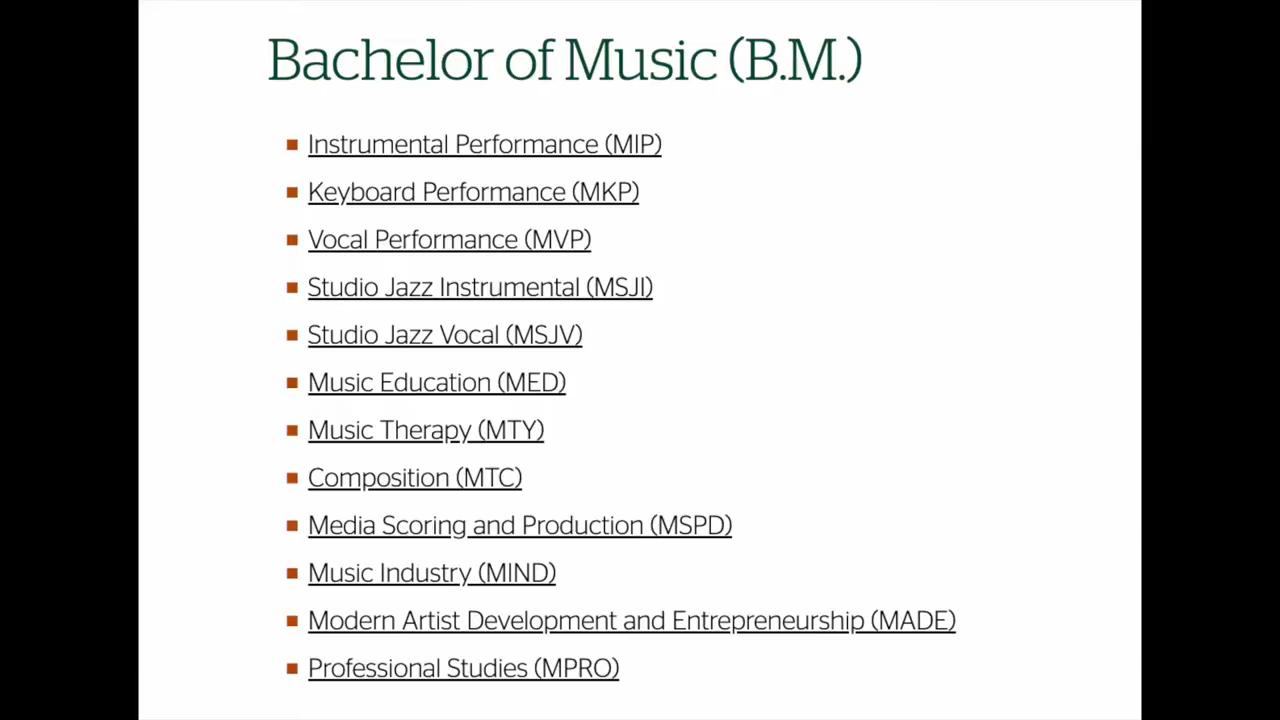 Bachelor of Music (B.M.)
Instrumental Performance (MIP)
Keyboard Performance (MKP)
Vocal Performance (MVP)
Studio Jazz Instrumental (MSJI)
Studio Jazz Vocal (MSJV)
Music Education (MED)
Music Therapy (MTY)
Composition (MTC)
Media Scoring and Production (MSPD)
Music Industry (MIND)
Modern Artist Development and Entrepreneurship (MADE)
Professional Studies (MPRO)